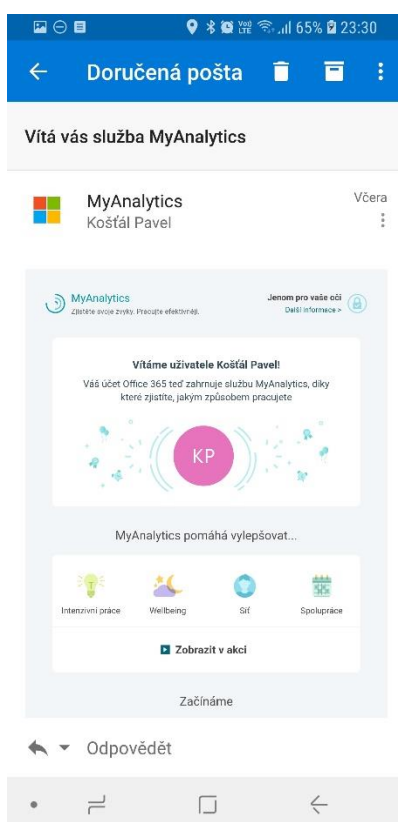 Vo)) LTE 65% 23:30
Doručená pošta
Vítá vás služba MyAnalytics
MyAnalytics
Včera
Košťál Pavel
MyAnalytics
Zjistěte svoje zvyky. Pracujte efektivněji.
Jenom pro vaše oči
Další informace >
Vítáme uživatele Košťál Pavel!
Váš účet Office 365 teď zahrnuje službu MyAnalytics, díky
které zjistíte, jakým způsobem pracujete
KP
MyAnalytics pomáhá vylepšovat...
Intenzivní práce
Wellbeing
Síť
Spolupráce
Zobrazit v akci
Začínáme
Odpovědět